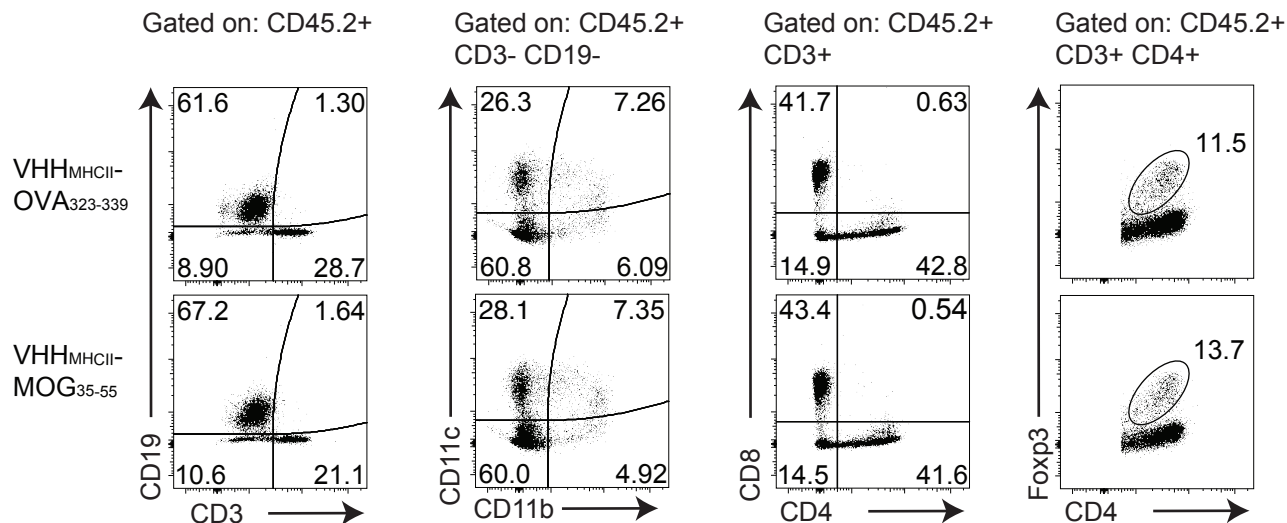 Gated on: CD45.2+
Gated on: CD45.2+
CD3- CD19-
Gated on: CD45.2+
CD3+
Gated on: CD45.2+
CD3+ CD4+
VHHMHCII-
OVA323-339
61.6 1.30
8.90 28.7
26.3 7.26
60.8 6.09
41.7 0.63
14.9 42.8
11.5
VHHMHCII-
MOG35-55
67.2 1.64
10.6 21.1
28.1 7.35
60.0 4.92
43.4 0.54
14.5 41.6
13.7
CD19
CD3
CD11c
CD11b
CD8
CD4
Foxp3
CD4